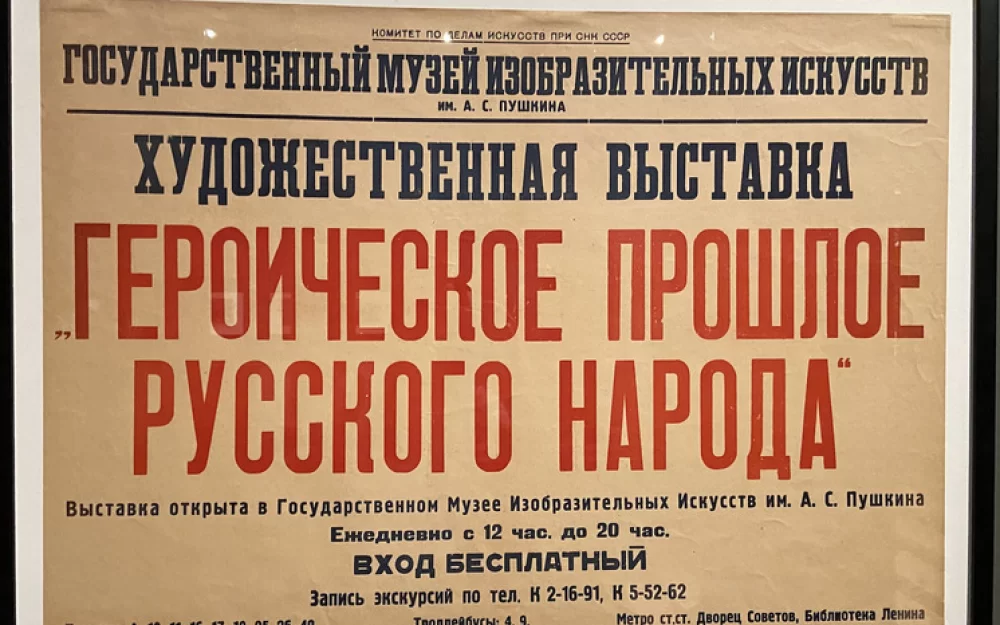 КОМИТЕТ ПО ДЕЛАМ ИСКУССТВ ПРИ СНК СССР
ГОСУДАРСТВЕННЫЙ МУЗЕЙ ИЗОБРАЗИТЕЛЬНЫХ ИСКУССТВ
им. А. С. ПУШКИНА
ХУДОЖЕСТВЕННАЯ ВЫСТАВКА
„ГЕРОИЧЕСКОЕ ПРОШЛОЕ
РУССКОГО НАРОДА“
Выставка открыта в Государственном Музее Изобразительных Искусств им. А. С. Пушкина
Ежедневно с 12 час. до 20 час.
ВХОД БЕСПЛАТНЫЙ
Запись экскурсий по тел. К 2-16-91, К 5-52-62
Троллейбусы: 4, 9. Метро ст.ст. Дворец Советов, Библиотека Ленина